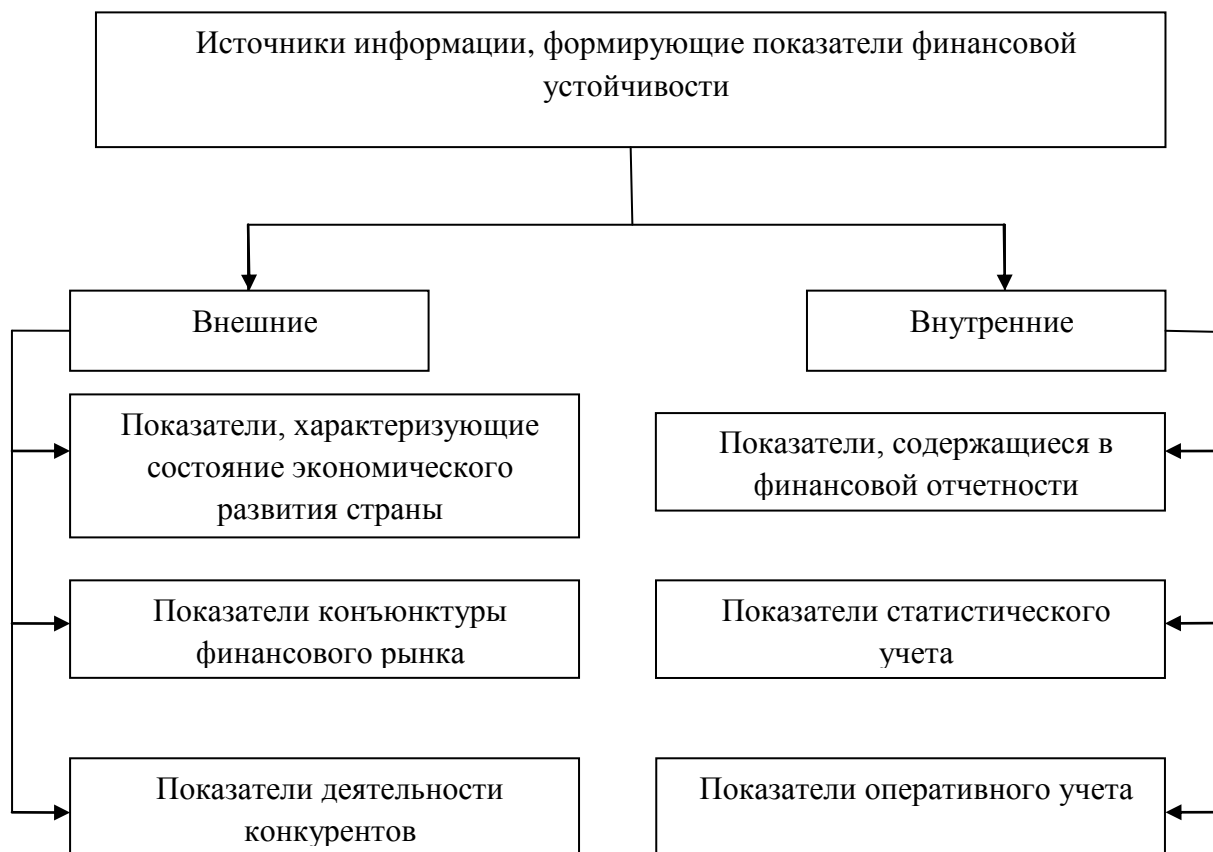 Источники информации, формирующие показатели финансовой
устойчивости
Внешние
Внутренние
Показатели, характеризующие
состояние экономического
развития страны
Показатели, содержащиеся в
финансовой отчетности
Показатели конъюнктуры
финансового рынка
Показатели статистического
учета
Показатели деятельности
конкурентов
Показатели оперативного учета